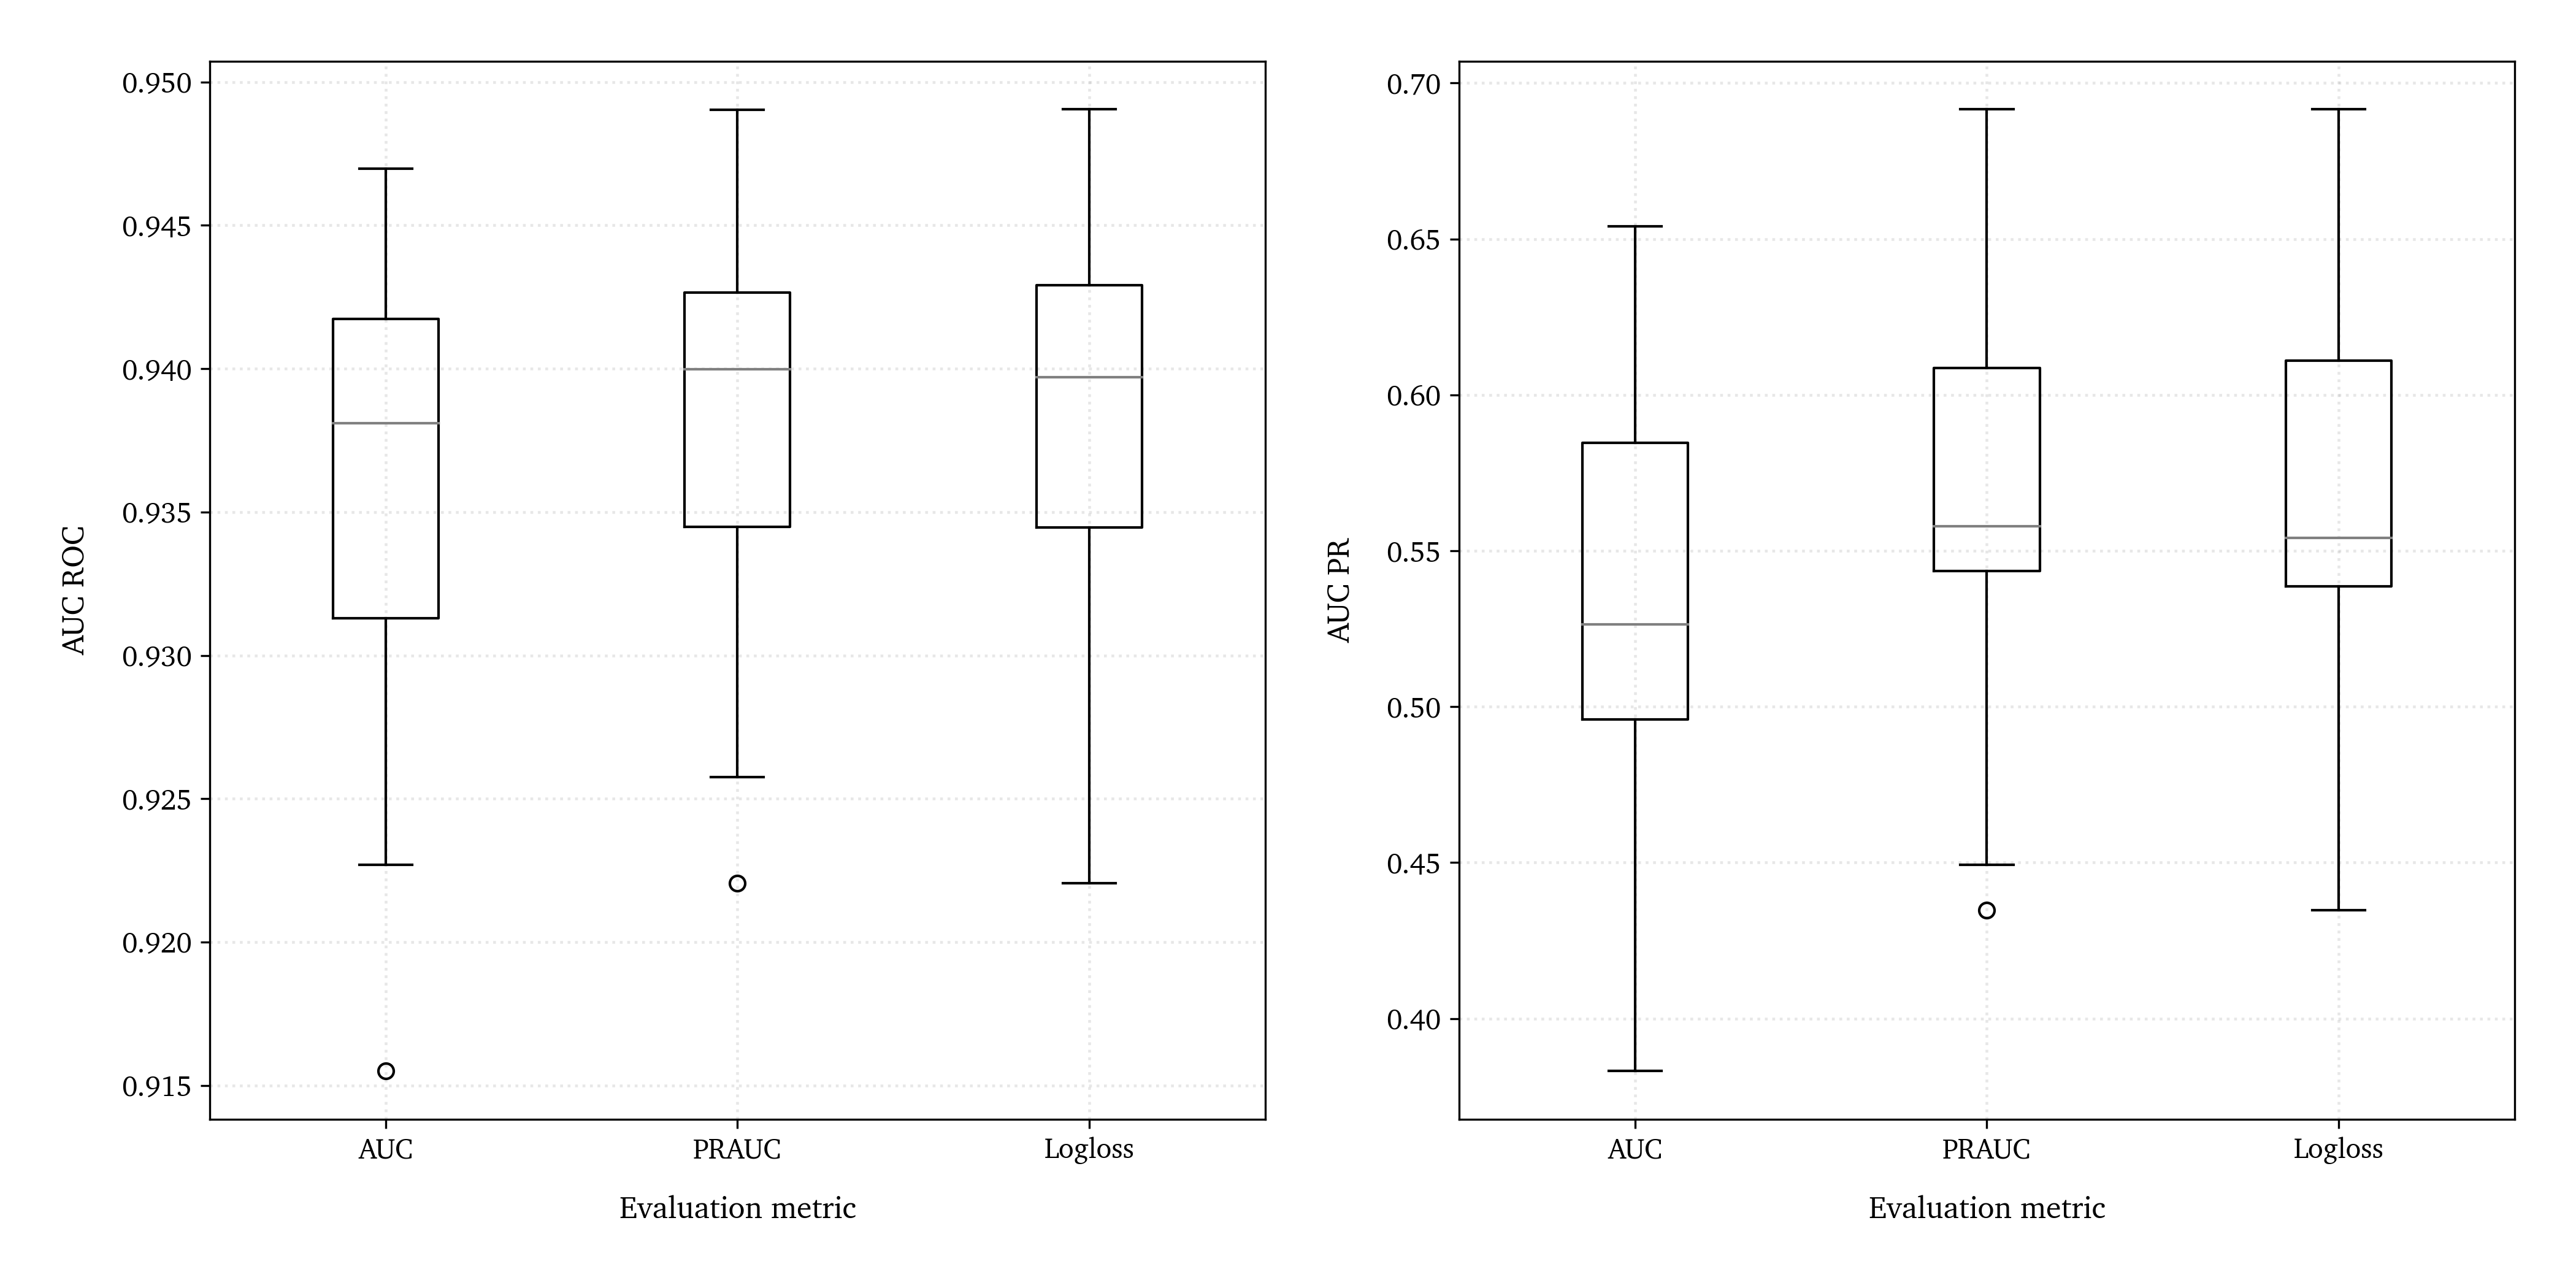 AUC ROC
0.950
0.945
0.940
0.935
0.930
0.925
0.920
0.915
AUC PRAUC Logloss
Evaluation metric
AUC PR
0.70
0.65
0.60
0.55
0.50
0.45
0.40
AUC PRAUC Logloss
Evaluation metric